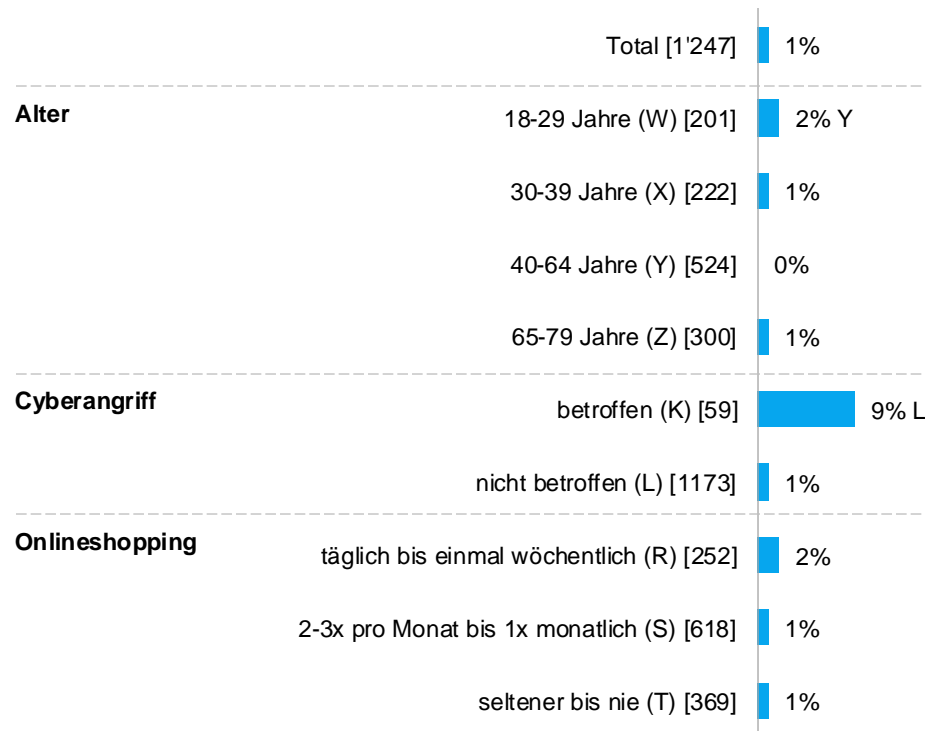 Total [1'247] 1%
Alter
18-29 Jahre (W) [201] 2% Y
30-39 Jahre (X) [222] 1%
40-64 Jahre (Y) [524] 0%
65-79 Jahre (Z) [300] 1%
Cyberangriff
betroffen (K) [59] 9% L
nicht betroffen (L) [1173] 1%
Onlineshopping
täglich bis einmal wöchentlich (R) [252] 2%
2-3x pro Monat bis 1x monatlich (S) [618] 1%
seltener bis nie (T) [369] 1%